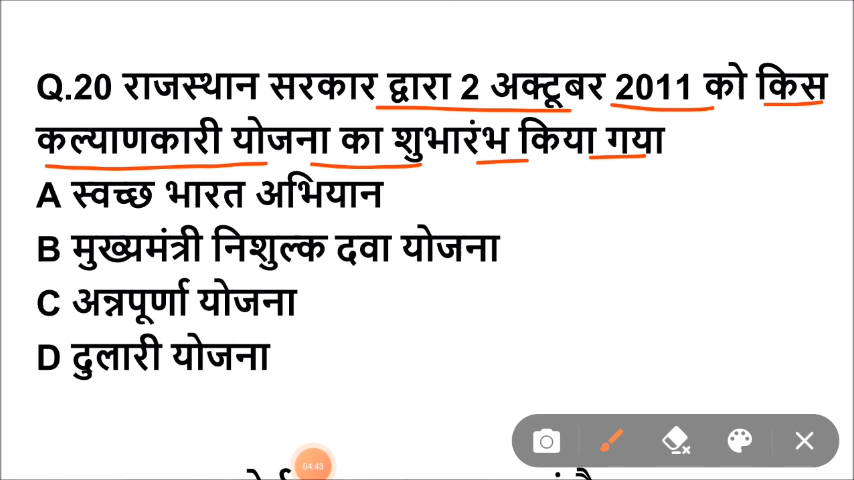 Q.20 राजस्थान सरकार द्वारा 2 अक्टूबर 2011 को किस
कल्याणकारी योजना का शुभारंभ किया गया
A स्वच्छ भारत अभियान
B मुख्यमंत्री निशुल्क दवा योजना
C अन्नपूर्णा योजना
D दुलारी योजना
04:43